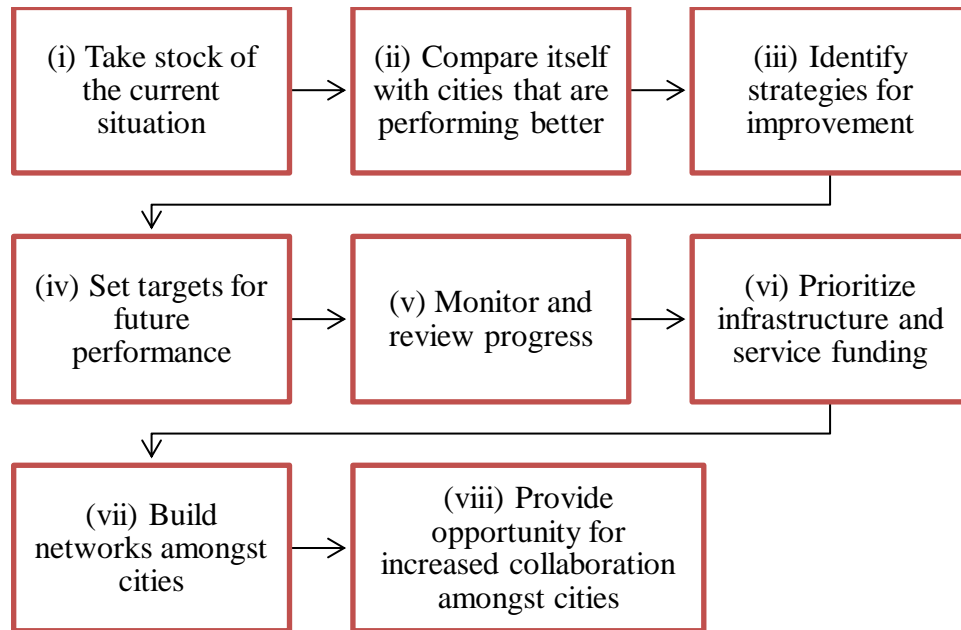 (i) Take stock of
the current
situation
(ii) Compare itself
with cities that are
performing better
(iii) Identify
strategies for
improvement
(iv) Set targets for
future
performance
(v) Monitor and
review progress
(vi) Prioritize
infrastructure and
service funding
(vii) Build
networks amongst
cities
(viii) Provide
opportunity for
increased collaboration
amongst cities